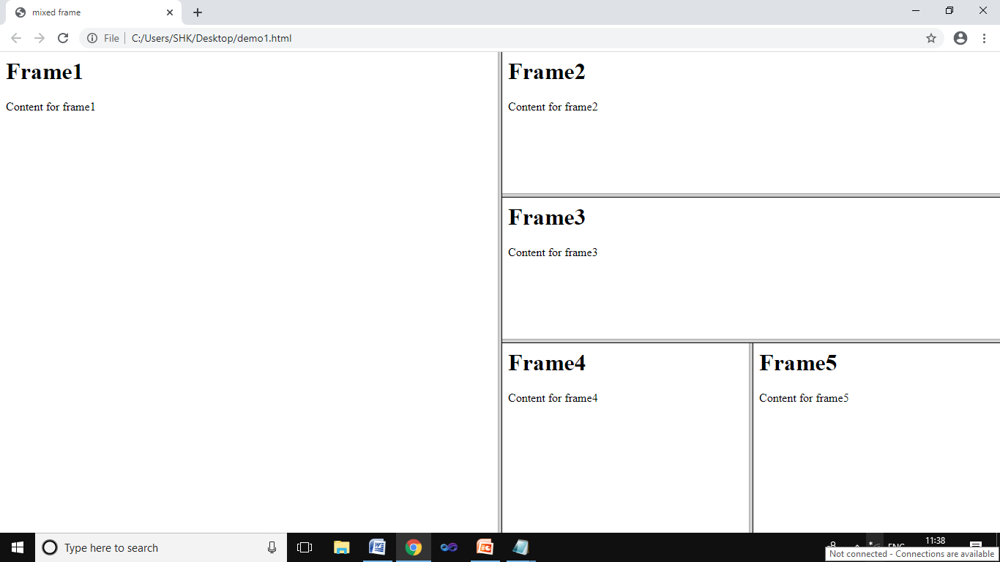 mixed frame
File
C:/Users/SHK/Desktop/demo1.html
Frame1
Content for frame1
Frame2
Content for frame2
Frame3
Content for frame3
Frame4
Content for frame4
Frame5
Content for frame5
Type here to search
11:38
Not connected - Connections are available